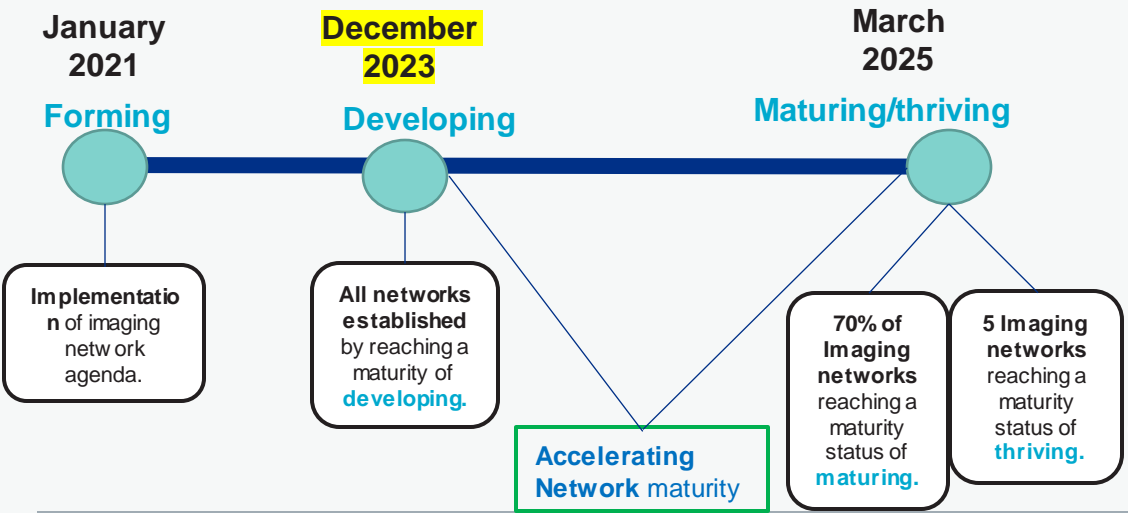 January
2021
Forming
December
2023
Developing
March
2025
Maturing/thriving
Implementatio
n of imaging
network
agenda.
All networks
established
by reaching a
maturity of
developing.
Accelerating
Network maturity
70% of
Imaging
networks
reaching a
maturity
status of
maturing.
5 Imaging
networks
reaching a
maturity
status of
thriving.